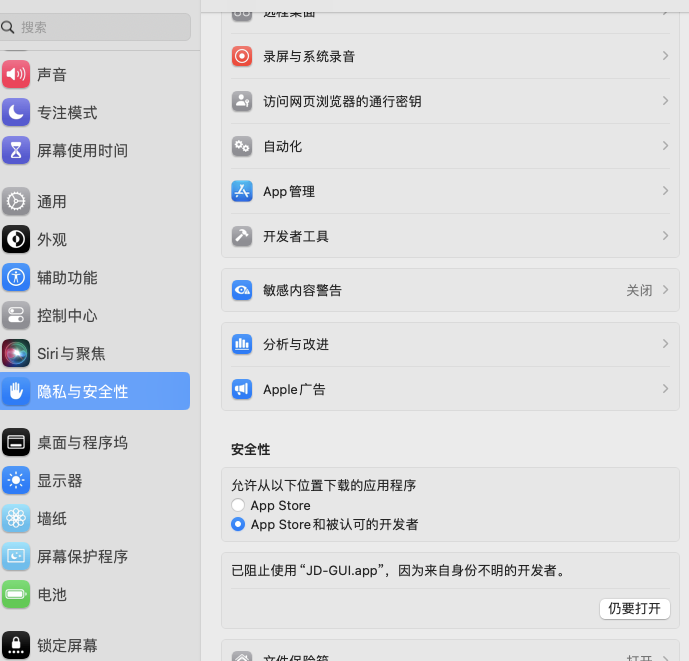 搜索
声音
专注模式
屏幕使用时间
通用
外观
辅助功能
控制中心
Siri与聚焦
隐私与安全性
桌面与程序坞
显示器
墙纸
屏幕保护程序
电池
锁定屏幕
远程桌面
录屏与系统录音
访问网页浏览器的通行密钥
自动化
App管理
开发者工具
敏感内容警告 关闭
分析与改进
Apple广告
安全性
允许从以下位置下载的应用程序
App Store
App Store和被认可的开发者
已阻止使用“JD-GUI.app”，因为来自身份不明的开发者。
仍要打开
文件保险箱 打开